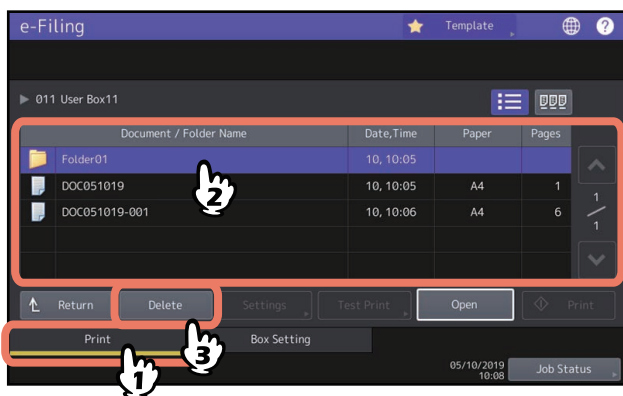 e-Filing Template ?
011 User Box11
Document / Folder Name Date,Time Paper Pages
Folder01 10, 10:05
DOC051019 10, 10:05 A4 1
DOC051019-001 10, 10:06 A4 6
1
/
1
2
Return Delete Settings Test Print Open Print
Print Box Setting
1 3
05/10/2019
10:08
Job Status